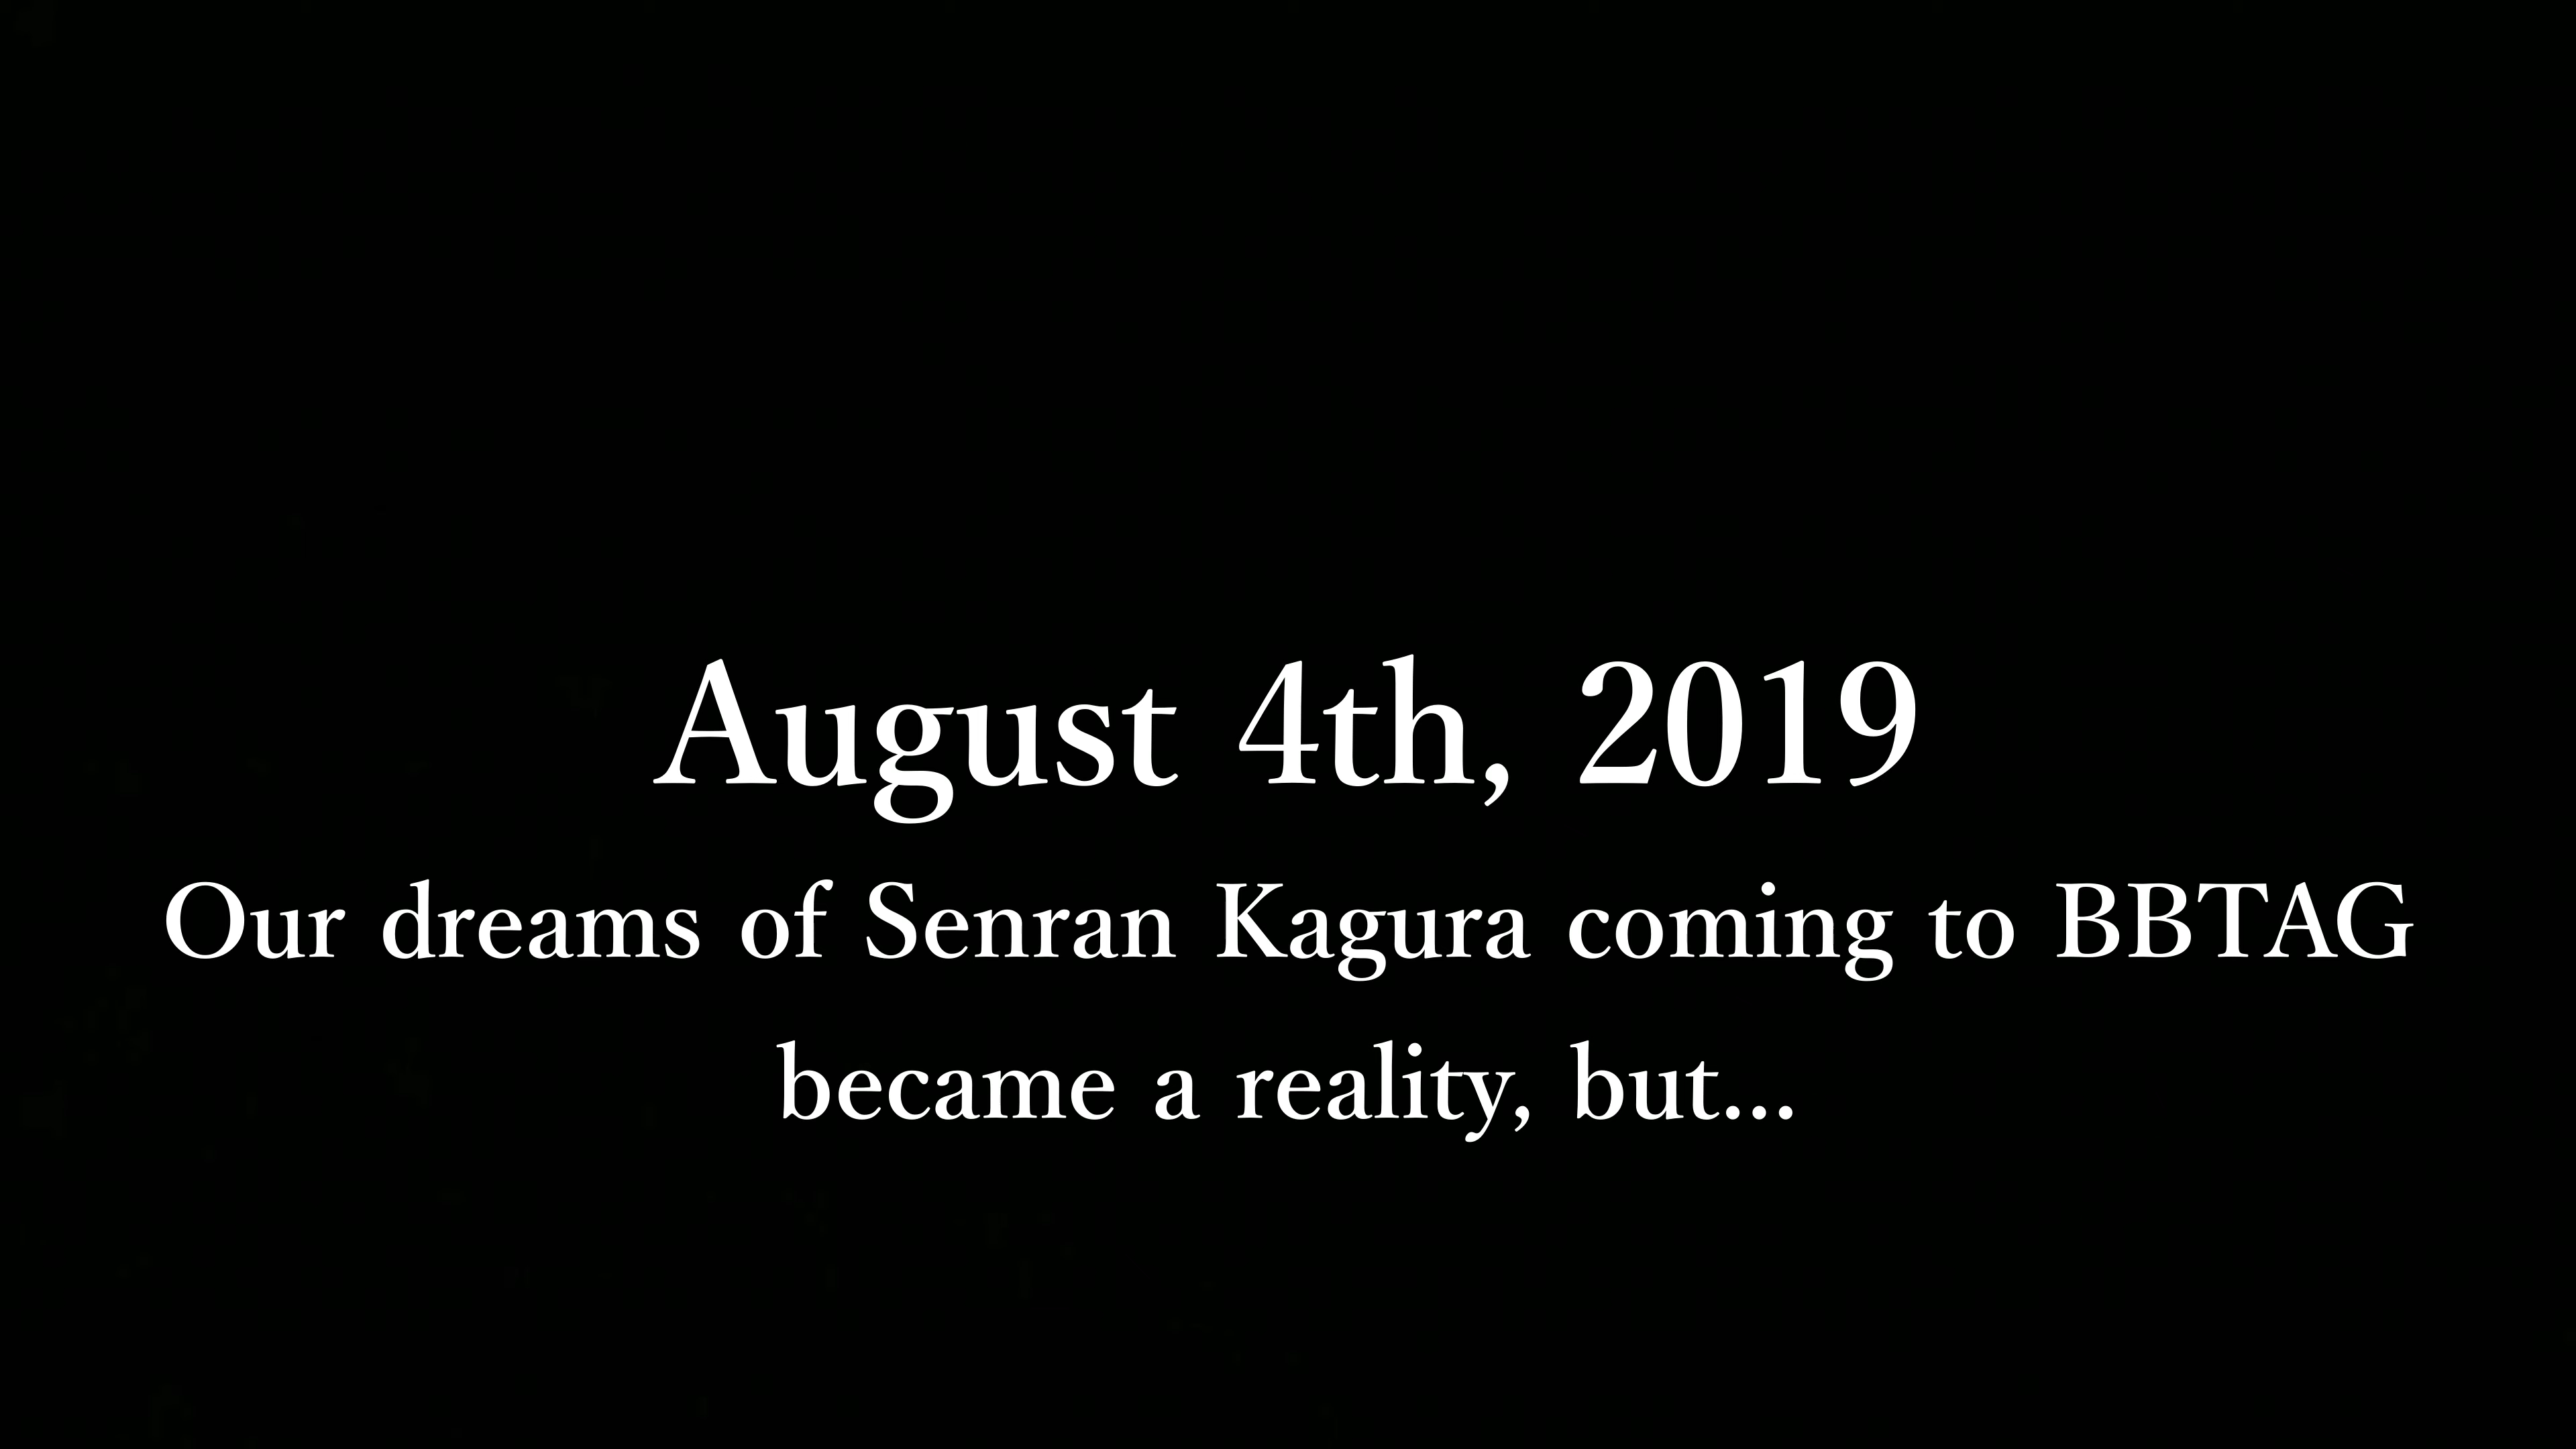 August 4th, 2019
Our dreams of Senran Kagura coming to BBTAG
became a reality, but...